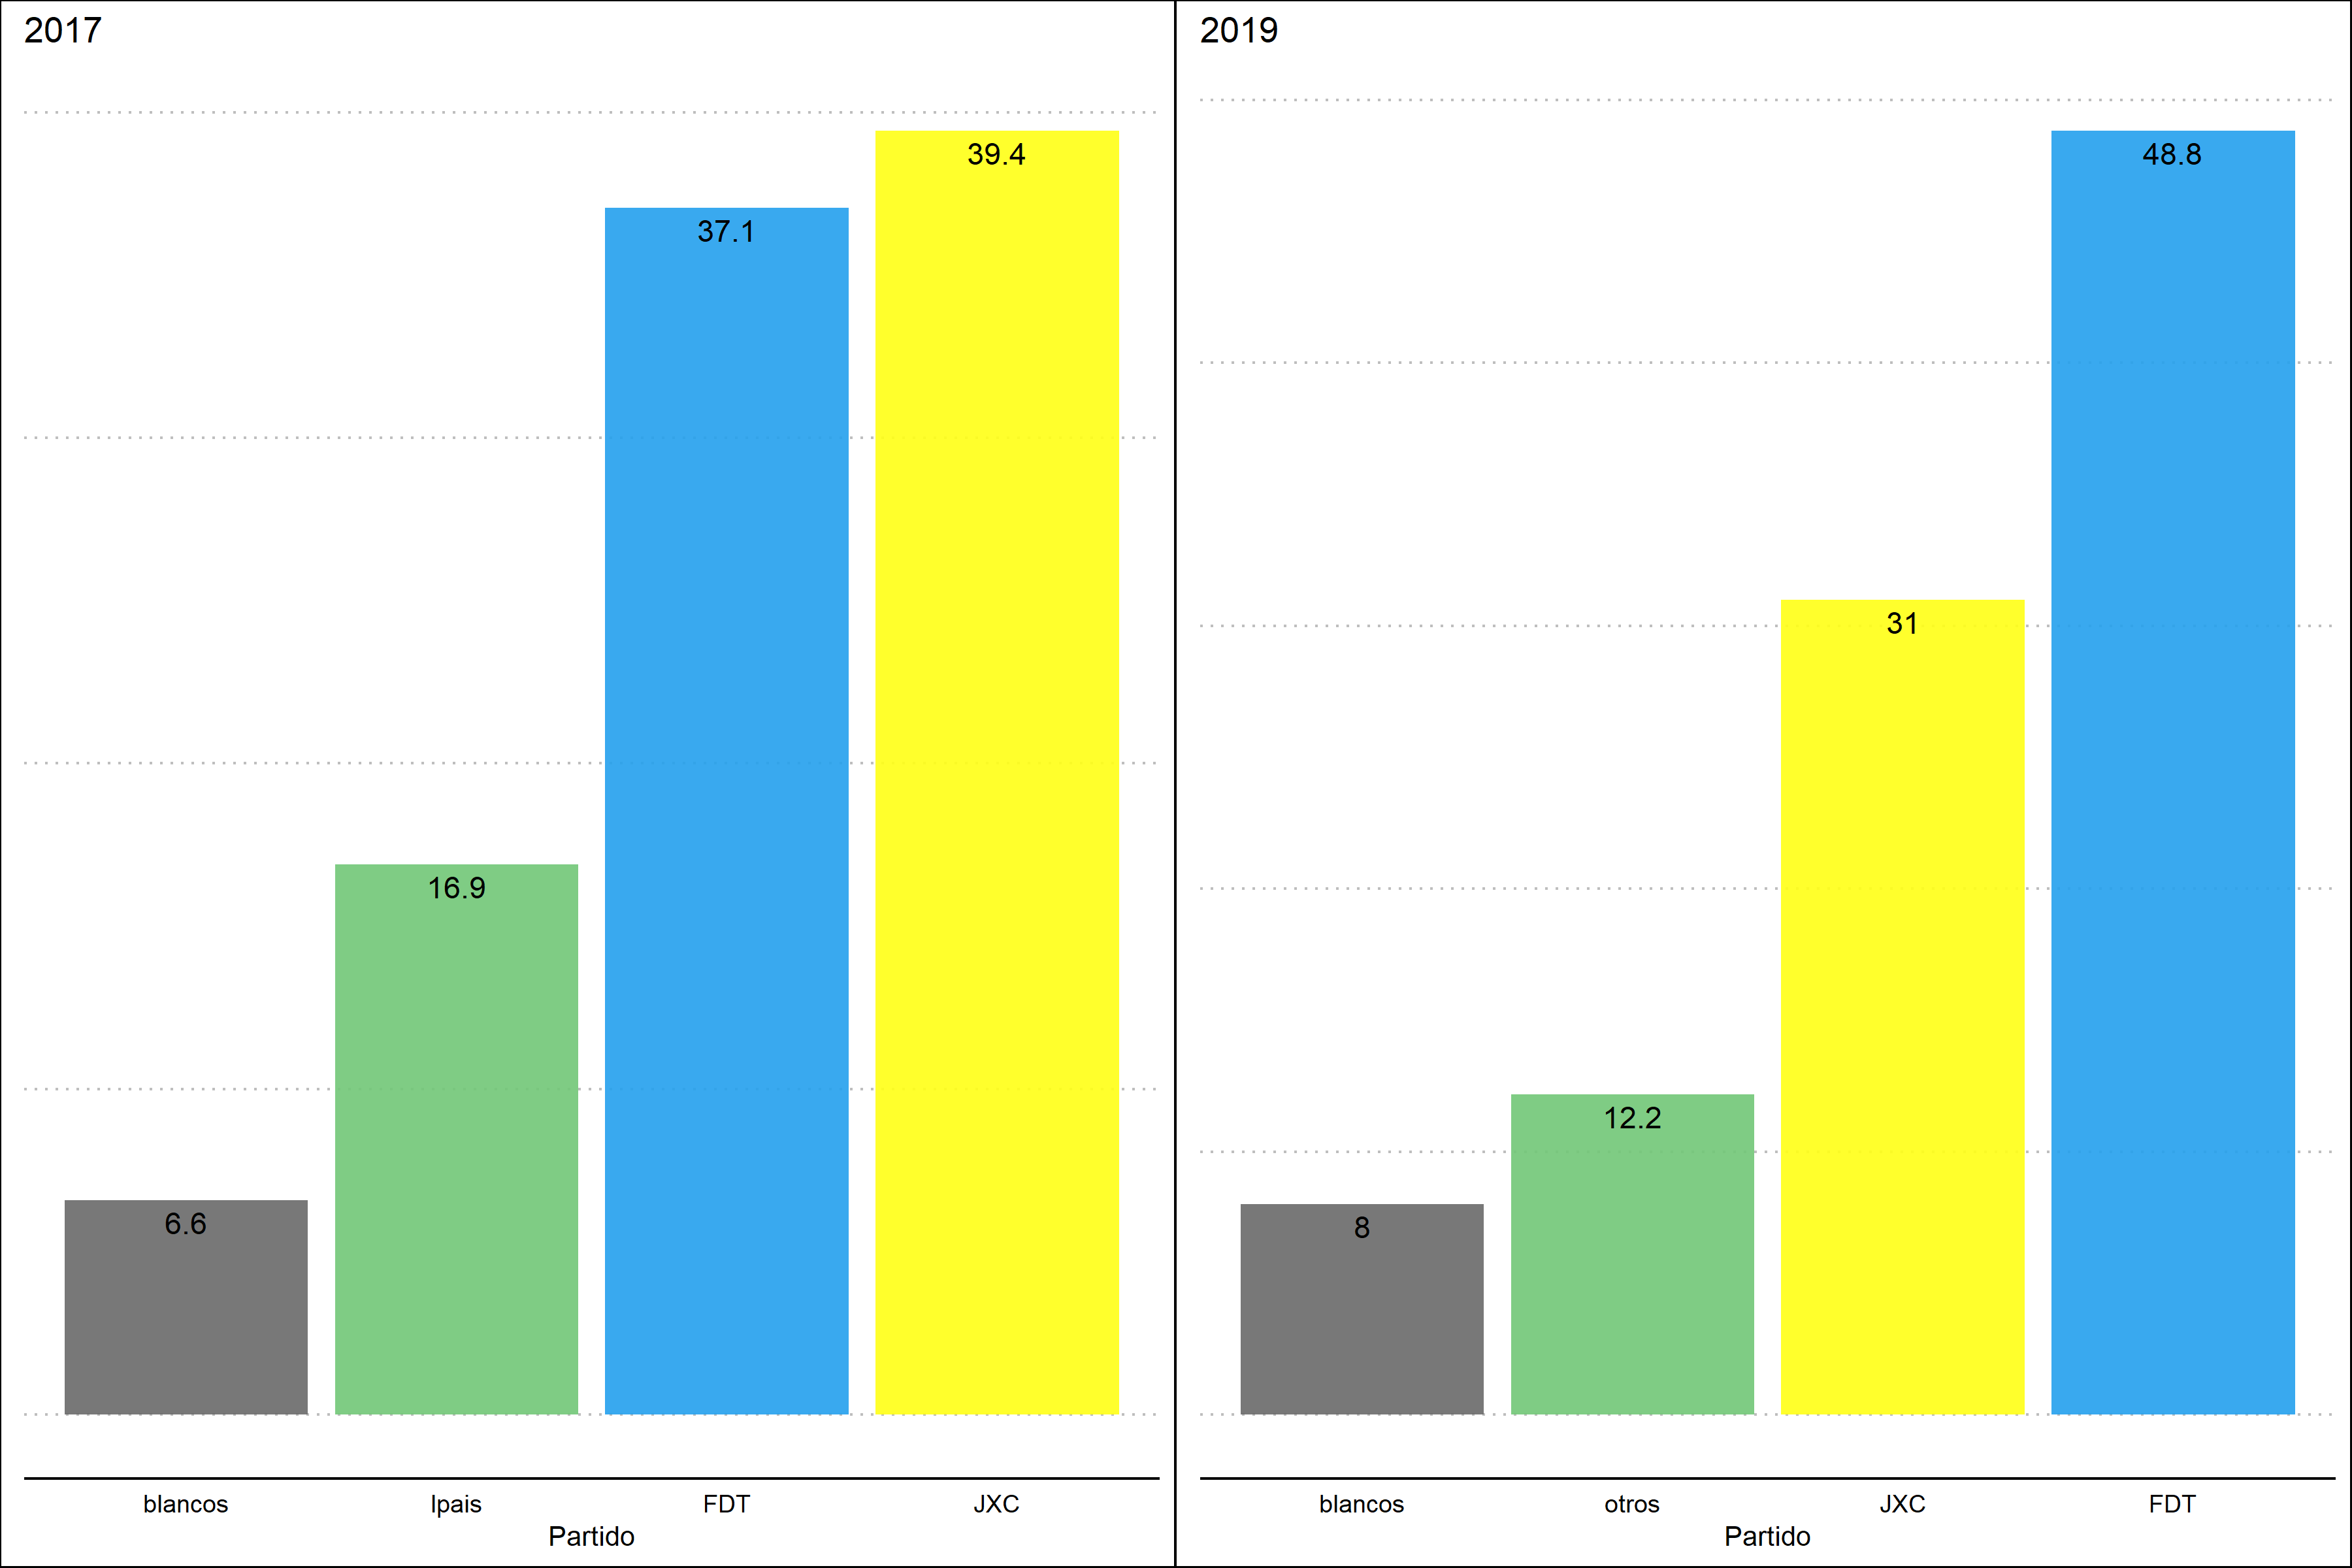 2017
39.4
37.1
16.9
6.6
blancos lpais FDT JXC
Partido
2019
48.8
31
12.2
8
blancos otros JXC FDT
Partido